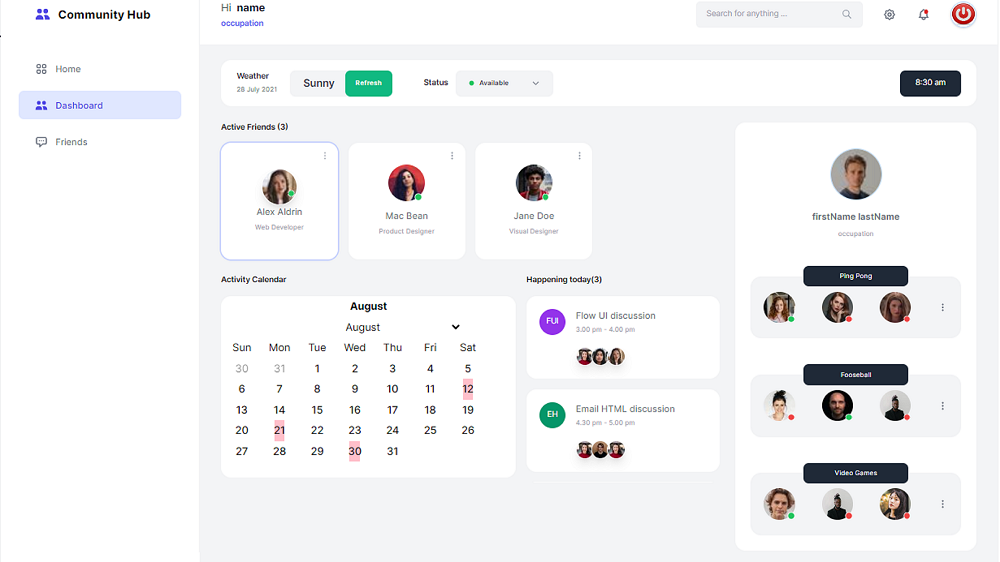 Community Hub
Home
Dashboard
Friends
Hi name
occupation
Search for anything ...
Weather
28 July 2021
Sunny
Refresh
Status
Available
8:30 am
Active Friends (3)
Alex Aldrin
Web Developer
Mac Bean
Product Designer
Jane Doe
Visual Designer
Activity Calendar
August
August
Sun Mon Tue Wed Thu Fri Sat
30 31 1 2 3 4 5
6 7 8 9 10 11 12
13 14 15 16 17 18 19
20 21 22 23 24 25 26
27 28 29 30 31
Happening today(3)
FUI
Flow UI discussion
3.00 pm - 4.00 pm
EH
Email HTML discussion
4.30 pm - 5.00 pm
firstName lastName
occupation
Ping Pong
Fooseball
Video Games